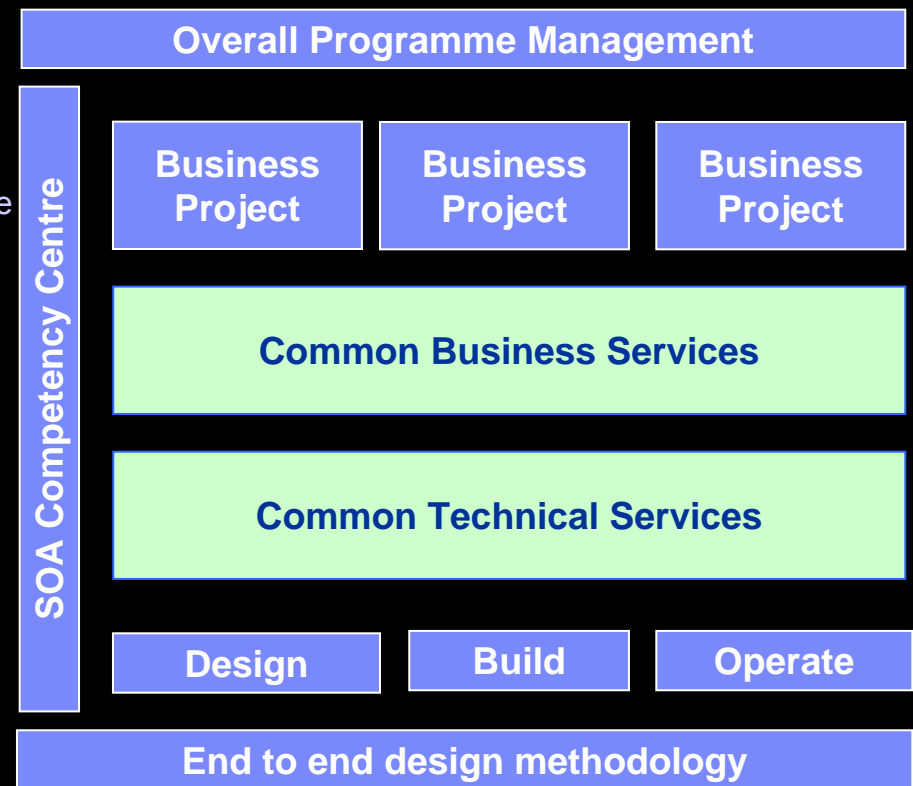 Overall Programme Management
SOA Competency Centre
Business
Project
Business
Project
Business
Project
e
Common Business Services
Common Technical Services
Design
Build
Operate
End to end design methodology